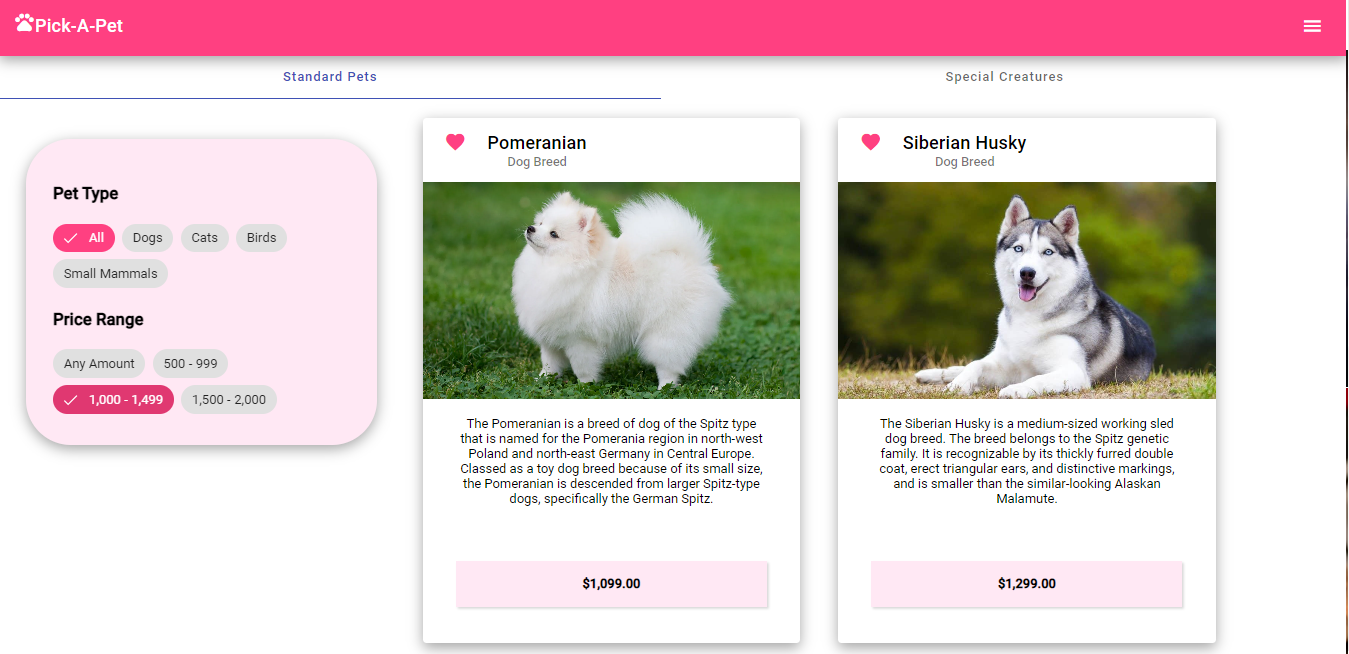 Pick-A-Pet
Standard Pets
Special Creatures
Pet Type
All
Dogs
Cats
Birds
Small Mammals
Price Range
Any Amount
500 - 999
1,000 - 1,499
1,500 - 2,000
Pomeranian
Dog Breed
The Pomeranian is a breed of dog of the Spitz type
that is named for the Pomerania region in north-west
Poland and north-east Germany in Central Europe.
Classed as a toy dog breed because of its small size,
the Pomeranian is descended from larger Spitz-type
dogs, specifically the German Spitz.
$1,099.00
Siberian Husky
Dog Breed
The Siberian Husky is a medium-sized working sled
dog breed. The breed belongs to the Spitz genetic
family. It is recognizable by its thickly furred double
coat, erect triangular ears, and distinctive markings,
and is smaller than the similar-looking Alaskan
Malamute.
$1,299.00